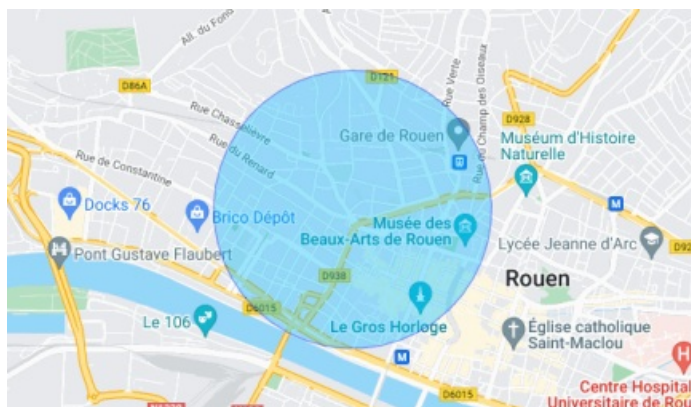 All. du Fond
D86A
D121
Rue Verte
Rue du Champ des Oiseaux
D928
Rue Chasselièvre
Gare de Rouen
Muséum d'Histoire
Naturelle
Rue de Constantine
Rue du Renard
M
Docks 76
Brico Dépôt
Musée des
Beaux-Arts de Rouen
Lycée Jeanne d'Arc
D92
Pont Gustave Flaubert
D938
Rouen
D6015
Le 106
Le Gros Horloge
Église catholique
Saint-Maclou
M
H
D6015
Centre Hospital
Universitaire de Rou